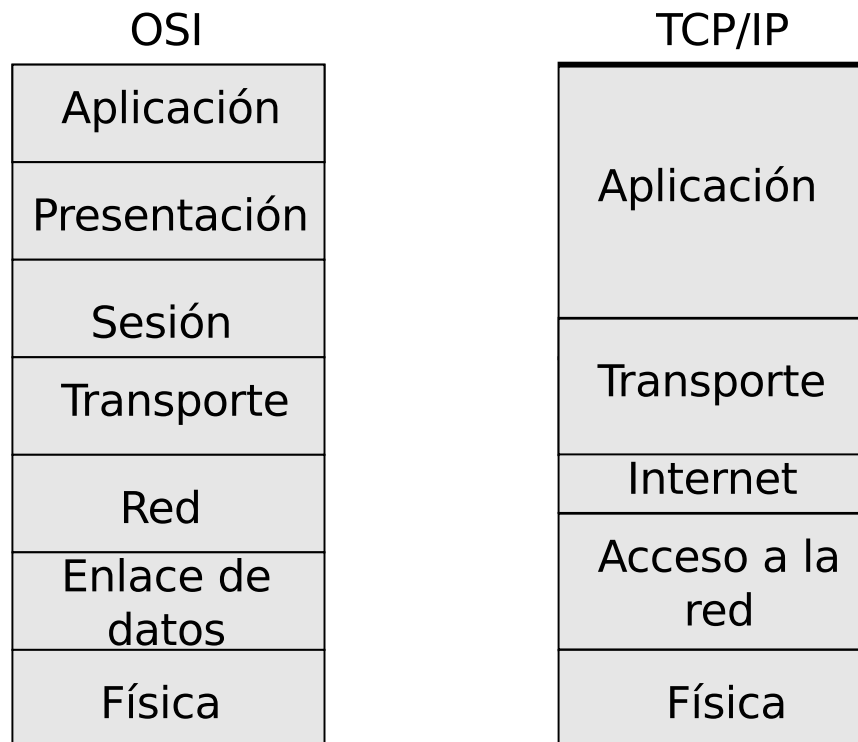 OSI
Aplicación
Presentación
Sesión
Transporte
Red
Enlace de
datos
Física
TCP/IP
Aplicación
Transporte
Internet
Acceso a la
red
Física